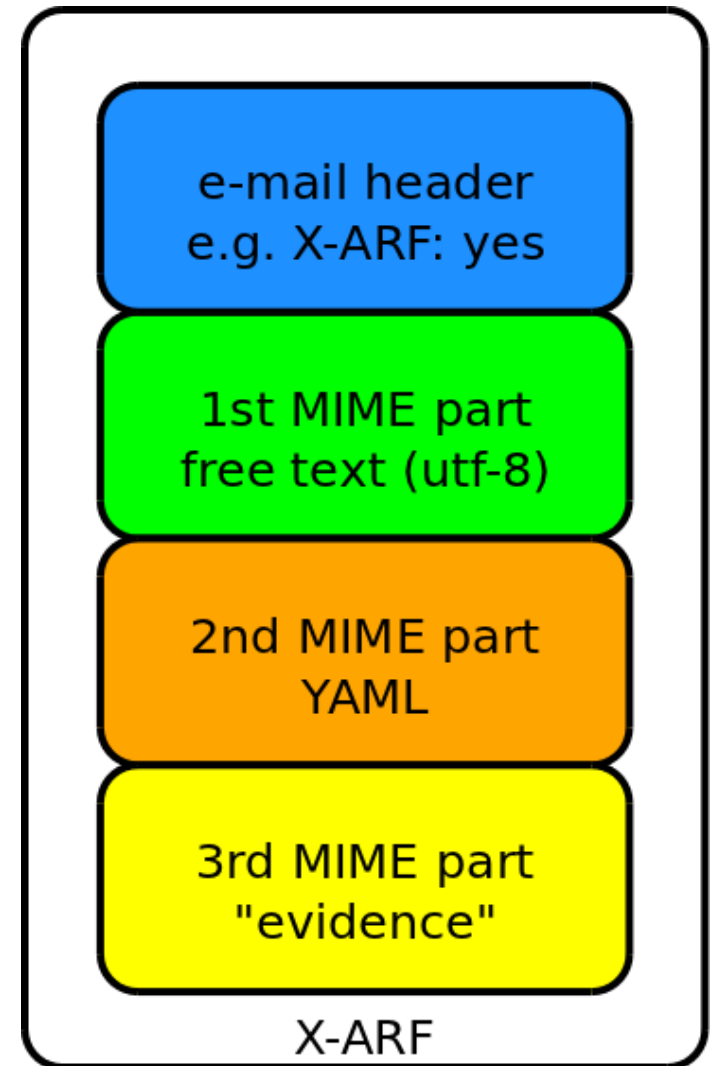 e-mail header
e.g. X-ARF: yes
1st MIME part
free text (utf-8)
2nd MIME part
YAML
3rd MIME part
"evidence"
X-ARF